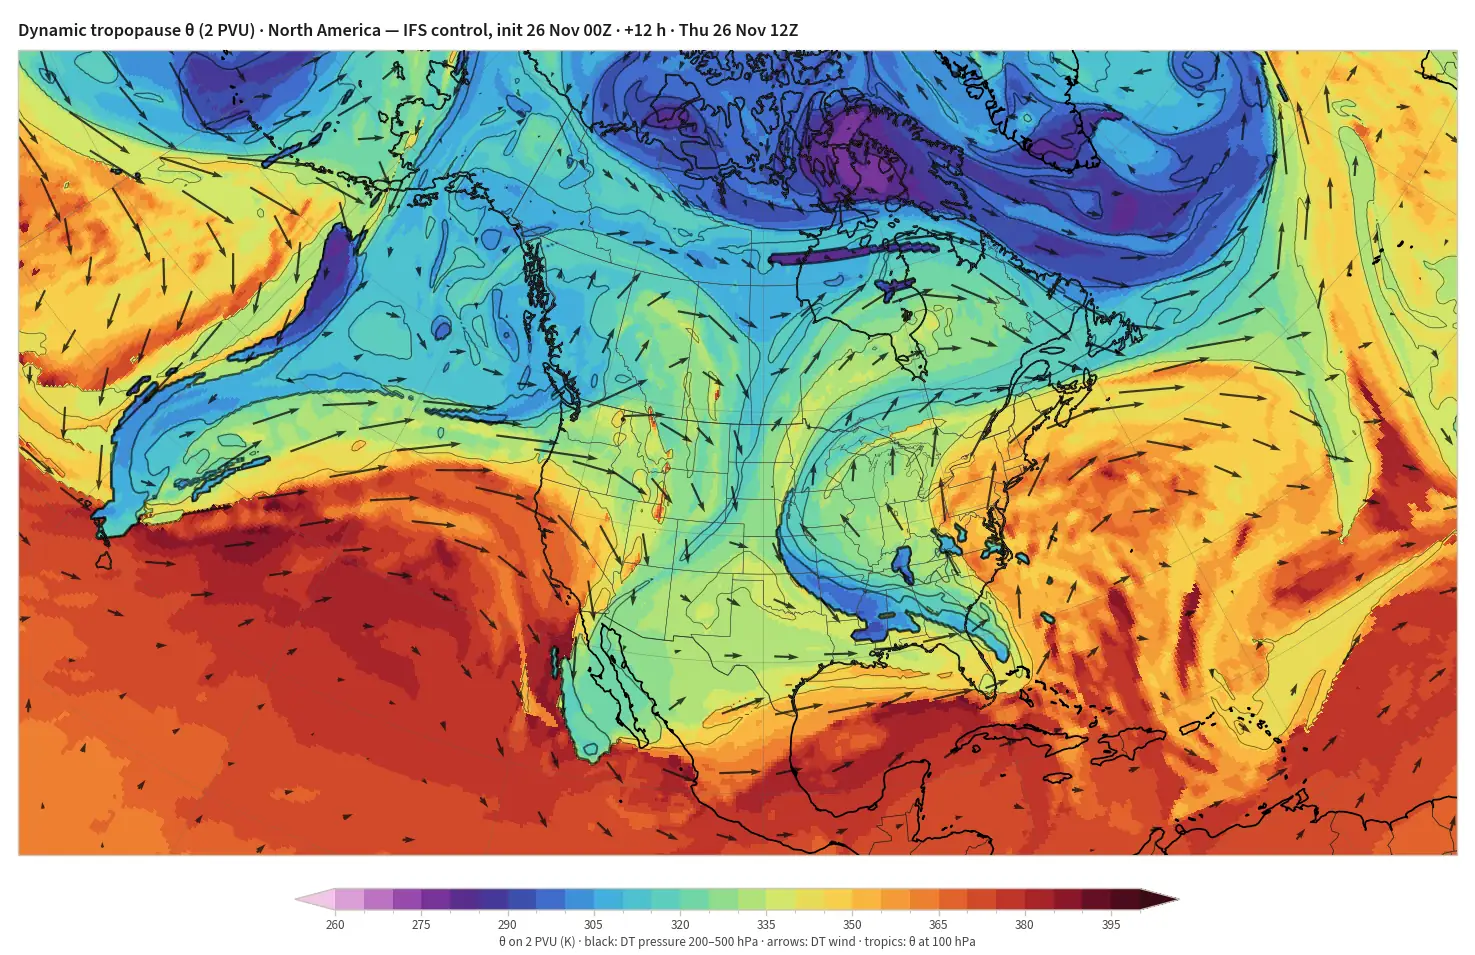 Dynamic tropopause θ (2 PVU) · North America — IFS control, init 26 Nov 00Z · +12 h · Thu 26 Nov 12Z
260 275 290 305 320 335 350 365 380 395
θ on 2 PVU (K) · black: DT pressure 200–500 hPa · arrows: DT wind · tropics: θ at 100 hPa